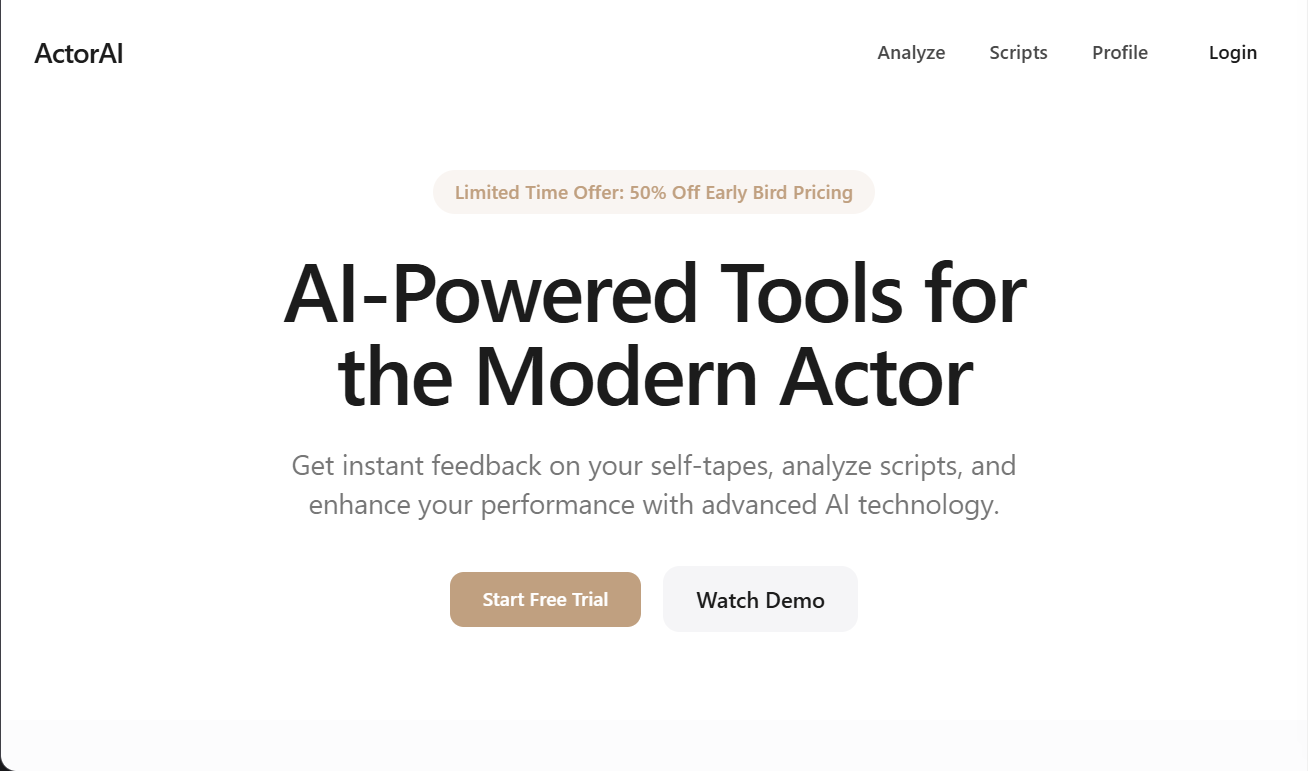 ActorAI
Analyze
Scripts
Profile
Login
Limited Time Offer: 50% Off Early Bird Pricing
AI-Powered Tools for
the Modern Actor
Get instant feedback on your self-tapes, analyze scripts, and
enhance your performance with advanced AI technology.
Start Free Trial
Watch Demo